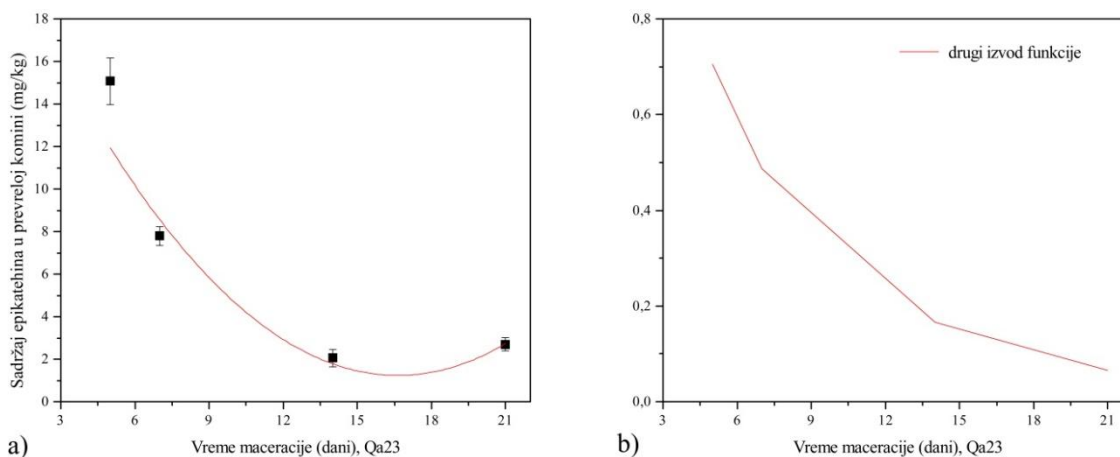 18
16
14
12
10
8
6
4
2
0
Sadržaj epikatehina u prevreloj komini (mg/kg)
3 6 9 12 15 18 21
Vreme maceracije (dani), Qa23
a)
0,8
0,6
0,4
0,2
0,0
drugi izvod funkcije
3 6 9 12 15 18 21
Vreme maceracije (dani), Qa23
b)